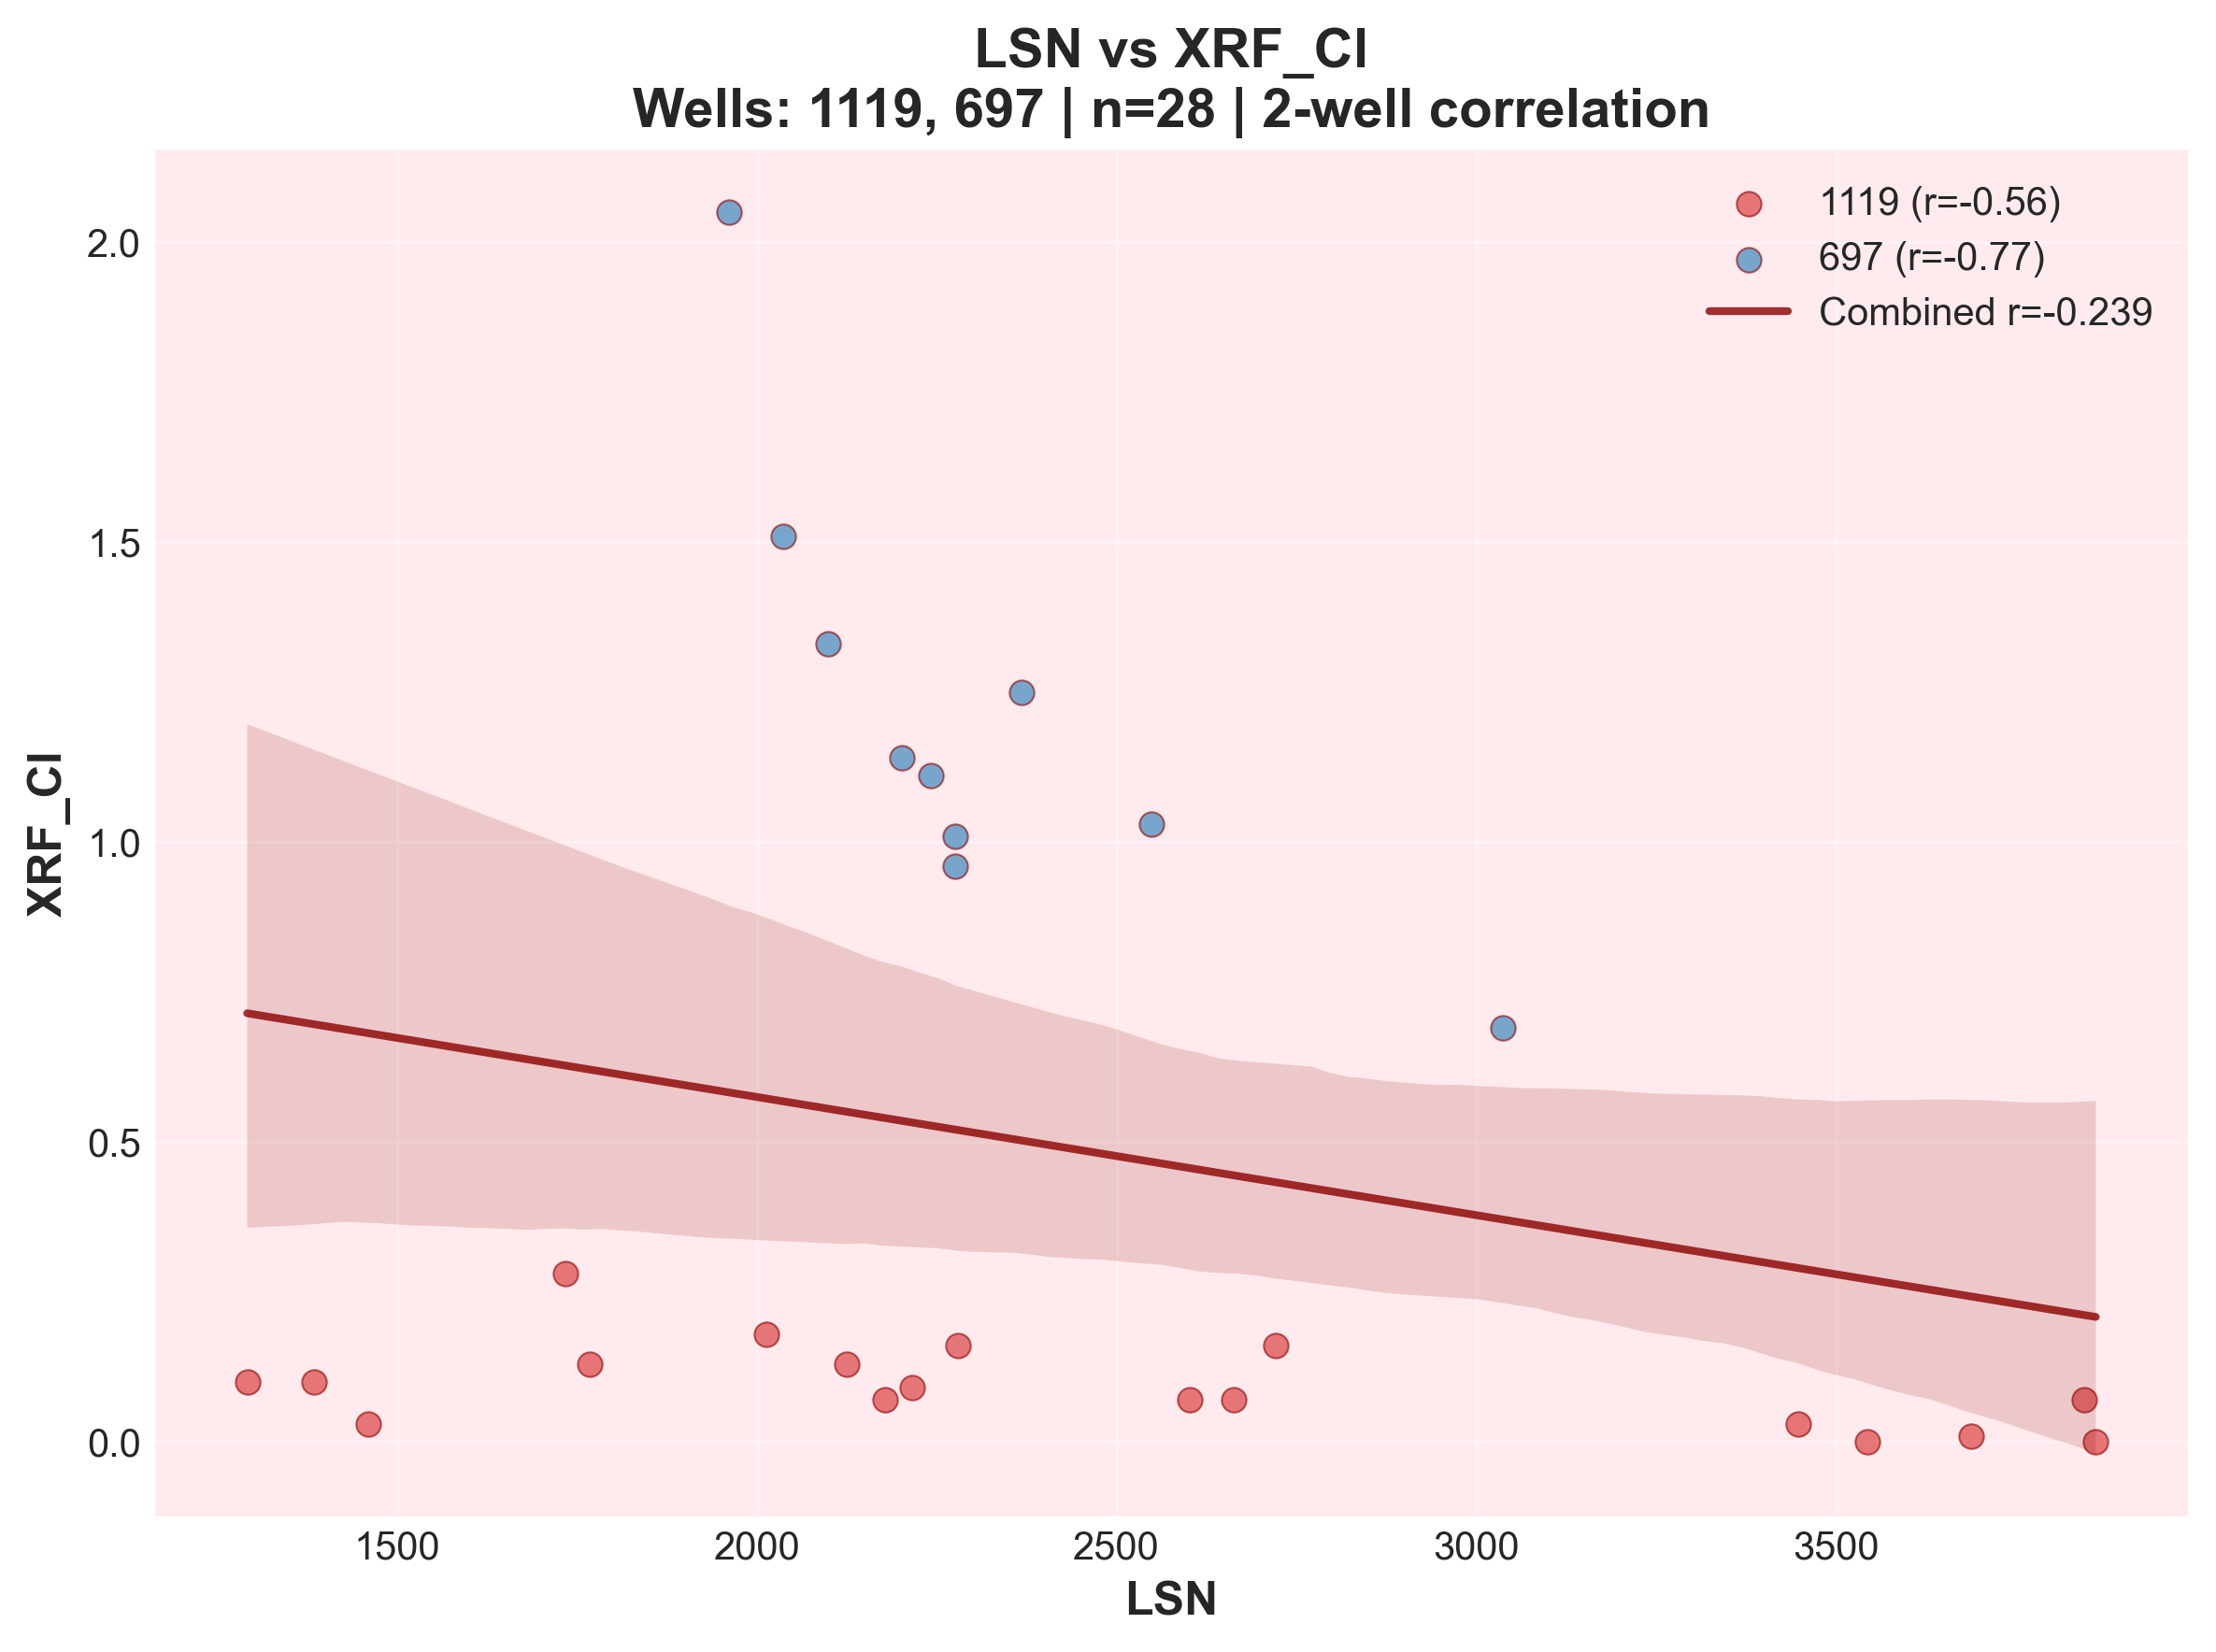 LSN vs XRF_Cl
Wells: 1119, 697 | n=28 | 2-well correlation
1119 (r=-0.56)
697 (r=-0.77)
Combined r=-0.239
2.0
1.5
1.0
0.5
0.0
XRF_Cl
1500
2000
2500
3000
3500
LSN